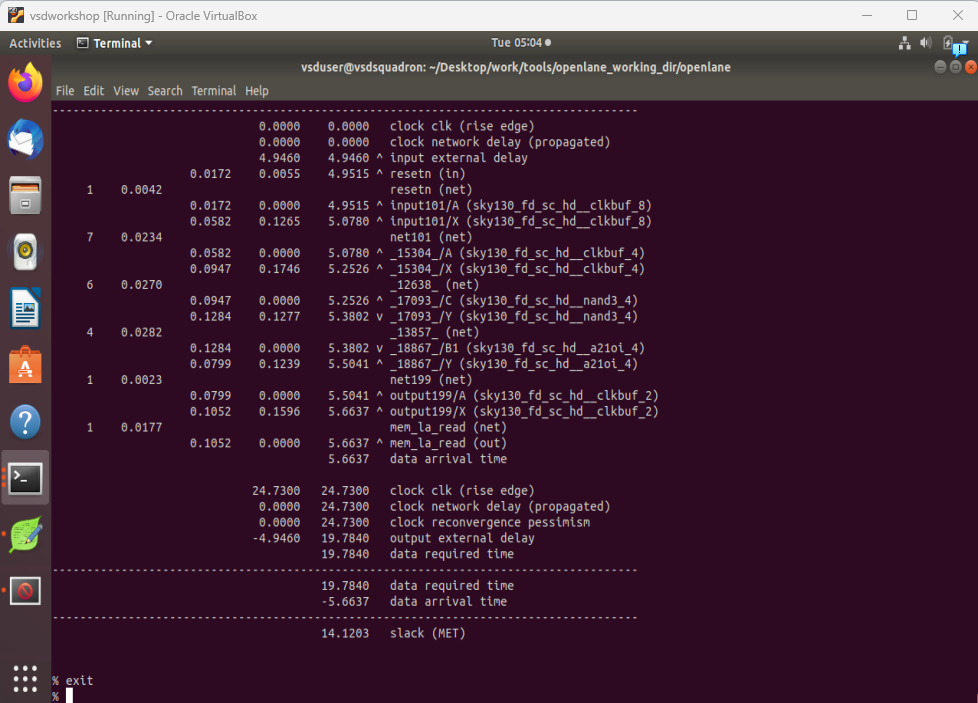 vsdworkshop [Running] - Oracle VirtualBox
Activities Terminal Tue 05:04
vsduser@vsdsquadron: ~/Desktop/work/tools/openlane_working_dir/openlane
File Edit View Search Terminal Help
-------------------------------------------------------------------------------------
0.0000 0.0000 clock clk (rise edge)
0.0000 0.0000 clock network delay (propagated)
4.9460 4.9460 ^ input external delay
0.0172 0.0055 4.9515 ^ resetn (in)
1 0.0042 resetn (net)
0.0172 0.0000 4.9515 ^ input101/A (sky130_fd_sc_hd__clkbuf_8)
0.0582 0.1265 5.0780 ^ input101/X (sky130_fd_sc_hd__clkbuf_8)
7 0.0234 net101 (net)
0.0582 0.0000 5.0780 ^ _15304_/A (sky130_fd_sc_hd__clkbuf_4)
0.0947 0.1746 5.2526 ^ _15304_/X (sky130_fd_sc_hd__clkbuf_4)
6 0.0270 _12638_ (net)
0.0947 0.0000 5.2526 ^ _17093_/C (sky130_fd_sc_hd__nand3_4)
0.1284 0.1277 5.3802 v _17093_/Y (sky130_fd_sc_hd__nand3_4)
4 0.0282 _13857_ (net)
0.1284 0.0000 5.3802 v _18867_/B1 (sky130_fd_sc_hd__a21oi_4)
0.0799 0.1239 5.5041 ^ _18867_/Y (sky130_fd_sc_hd__a21oi_4)
1 0.0023 net199 (net)
0.0799 0.0000 5.5041 ^ output199/A (sky130_fd_sc_hd__clkbuf_2)
0.1052 0.1596 5.6637 ^ output199/X (sky130_fd_sc_hd__clkbuf_2)
1 0.0177 mem_la_read (net)
0.1052 0.0000 5.6637 ^ mem_la_read (out)
5.6637 data arrival time
24.7300 24.7300 clock clk (rise edge)
0.0000 24.7300 clock network delay (propagated)
0.0000 24.7300 clock reconvergence pessimism
-4.9460 19.7840 output external delay
19.7840 data required time
-------------------------------------------------------------------------------------
19.7840 data required time
-5.6637 data arrival time
-------------------------------------------------------------------------------------
14.1203 slack (MET)
% exit
%